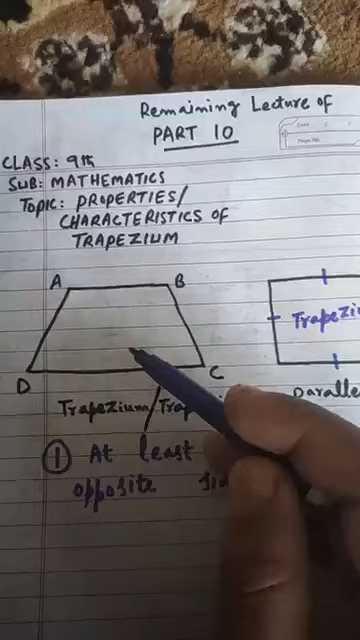 Remaining Lecture of
PART 10
CLASS: 9th
SUB: MATHEMATICS
TOPIC: PROPERTIES/
CHARACTERISTICS OF
TRAPEZIUM
A B
D C
Trapezium/
① At least
opposite